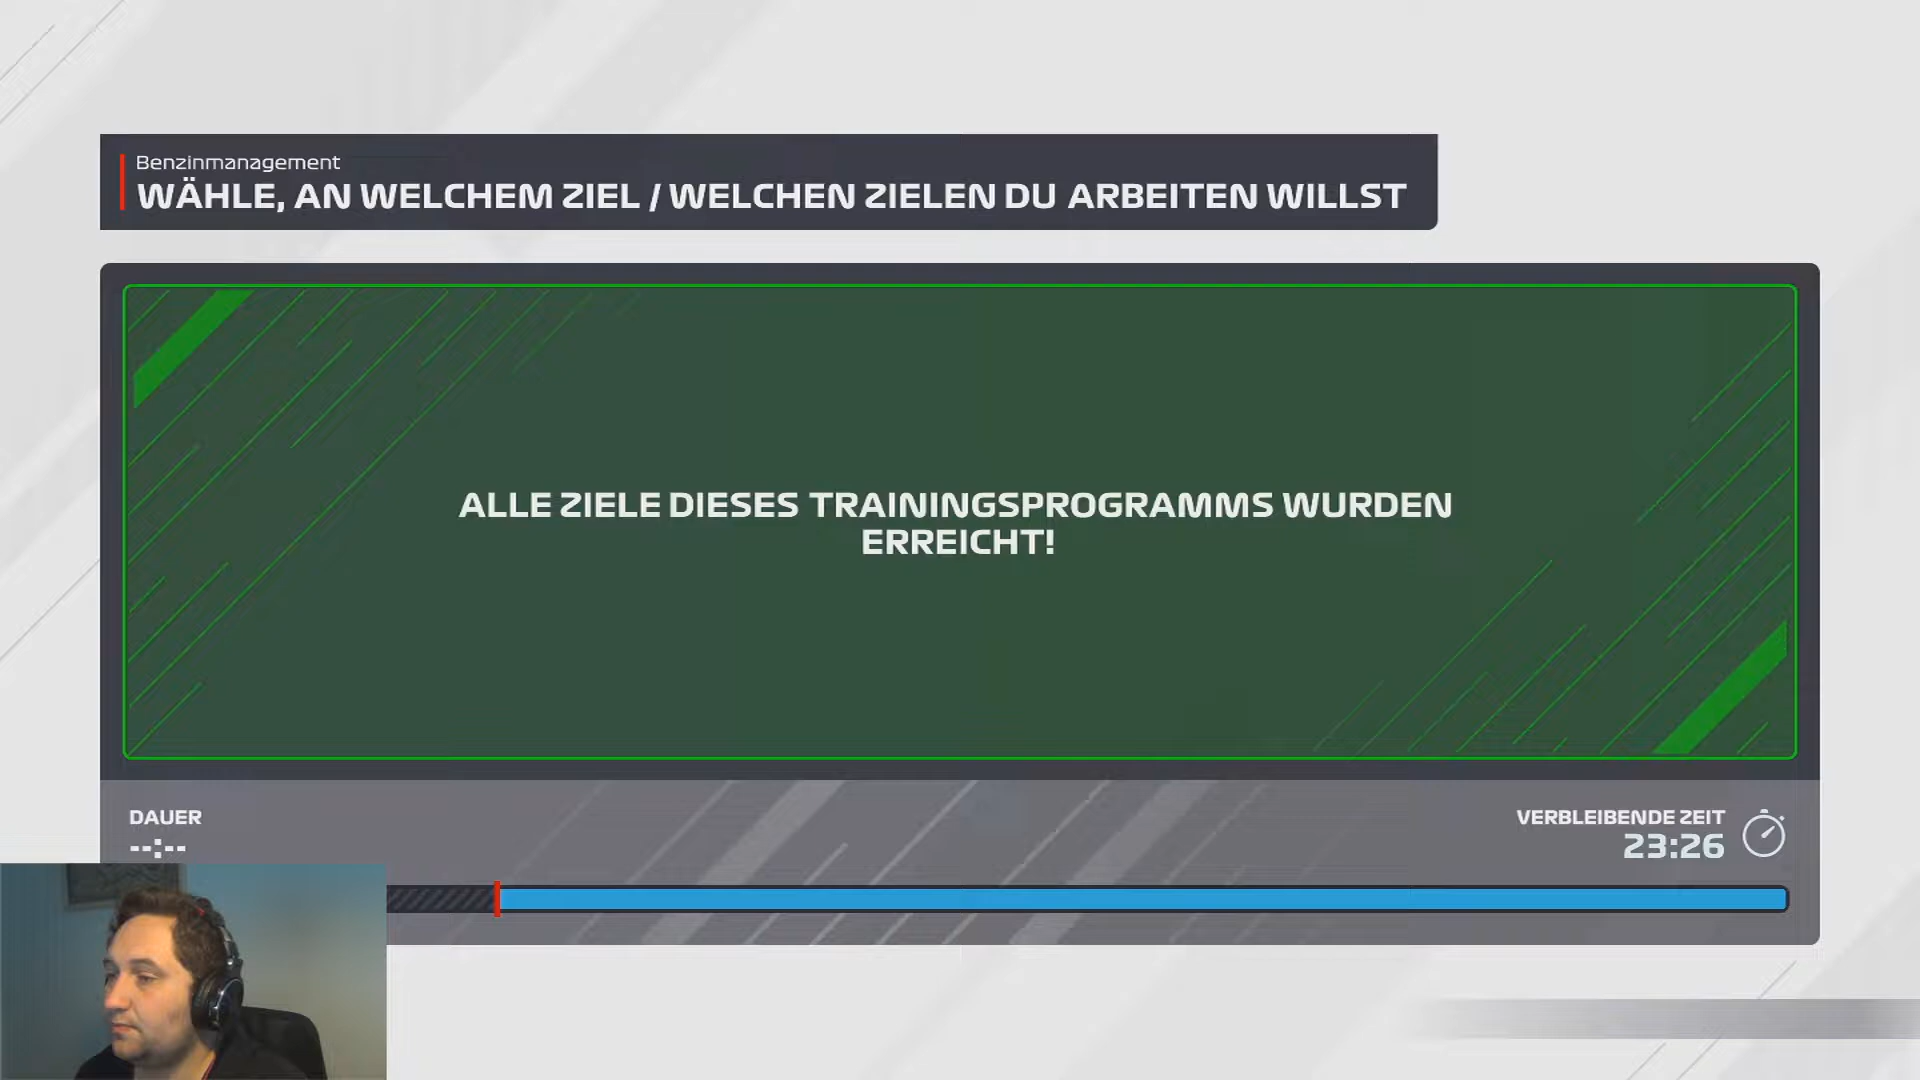 Benzinmanagement
WÄHLE, AN WELCHEM ZIEL / WELCHEN ZIELEN DU ARBEITEN WILLST
ALLE ZIELE DIESES TRAININGSPROGRAMMS WURDEN
ERREICHT!
DAUER
--:--
VERBLEIBENDE ZEIT
23:26